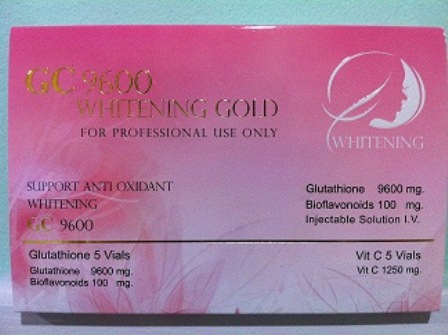 GC 9600
WHITENING GOLD
FOR PROFESSIONAL USE ONLY
WHITENING
SUPPORT ANTI OXIDANT
WHITENING
GC 9600
Glutathione 9600 mg.
Bioflavonoids 100 mg.
Injectable Solution I.V.
Glutathione 5 Vials
Glutathione 9600 mg.
Bioflavonoids 100 mg.
Vit C 5 Vials
Vit C 1250 mg.